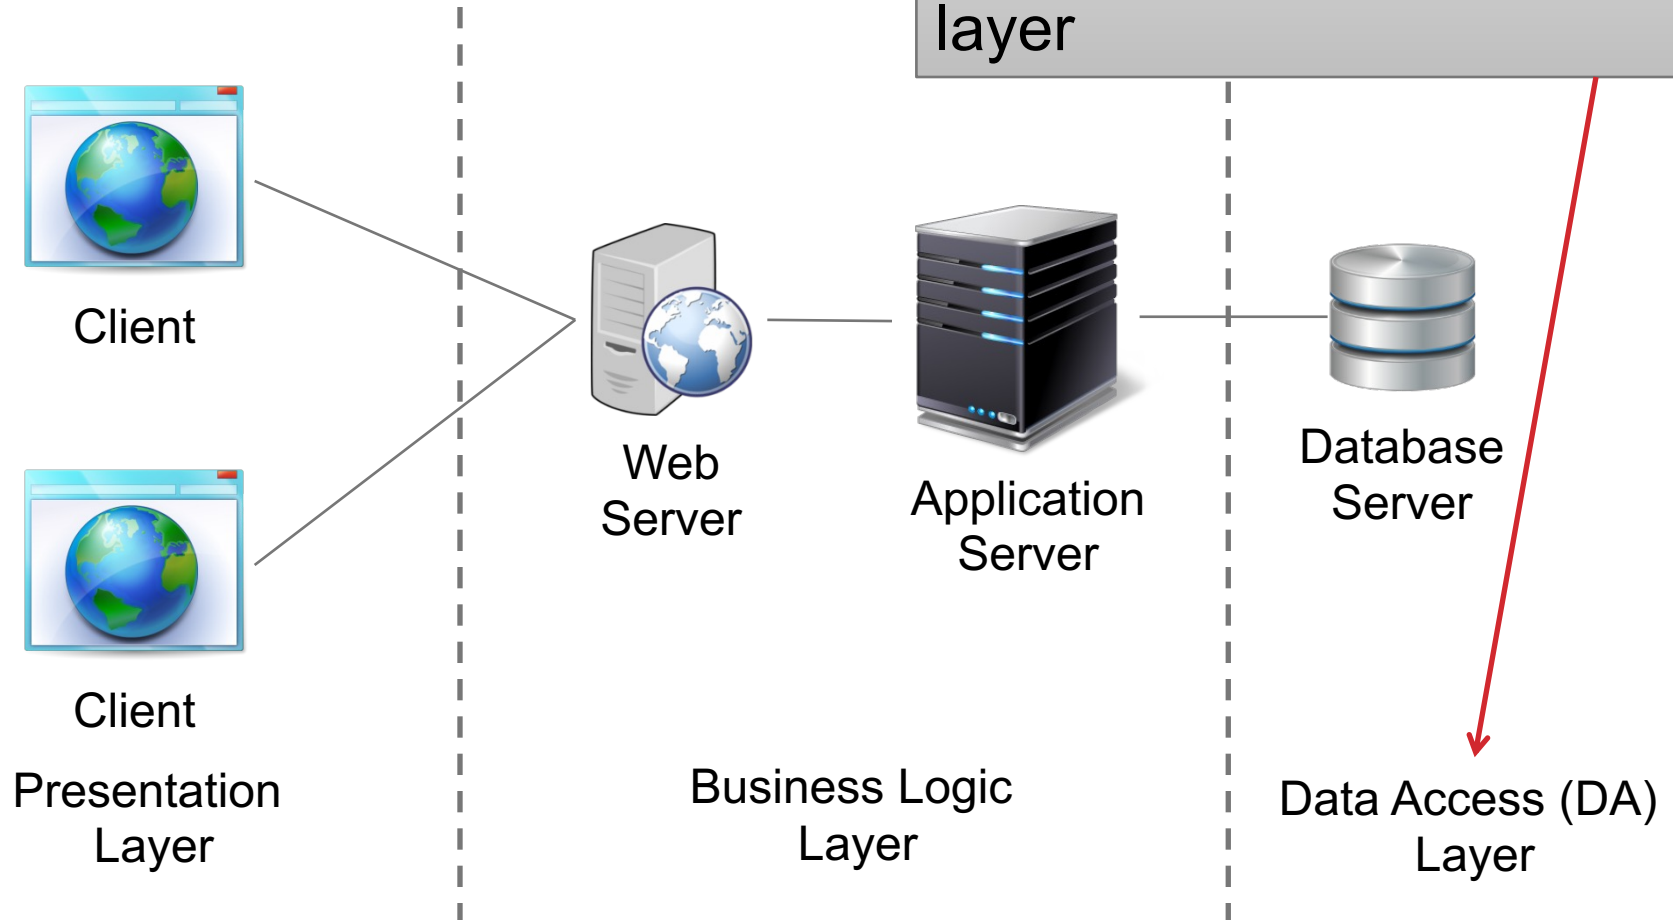 layer
Client
Web
Server
Application
Server
Database
Server
Client
Presentation
Layer
Business Logic
Layer
Data Access (DA)
Layer